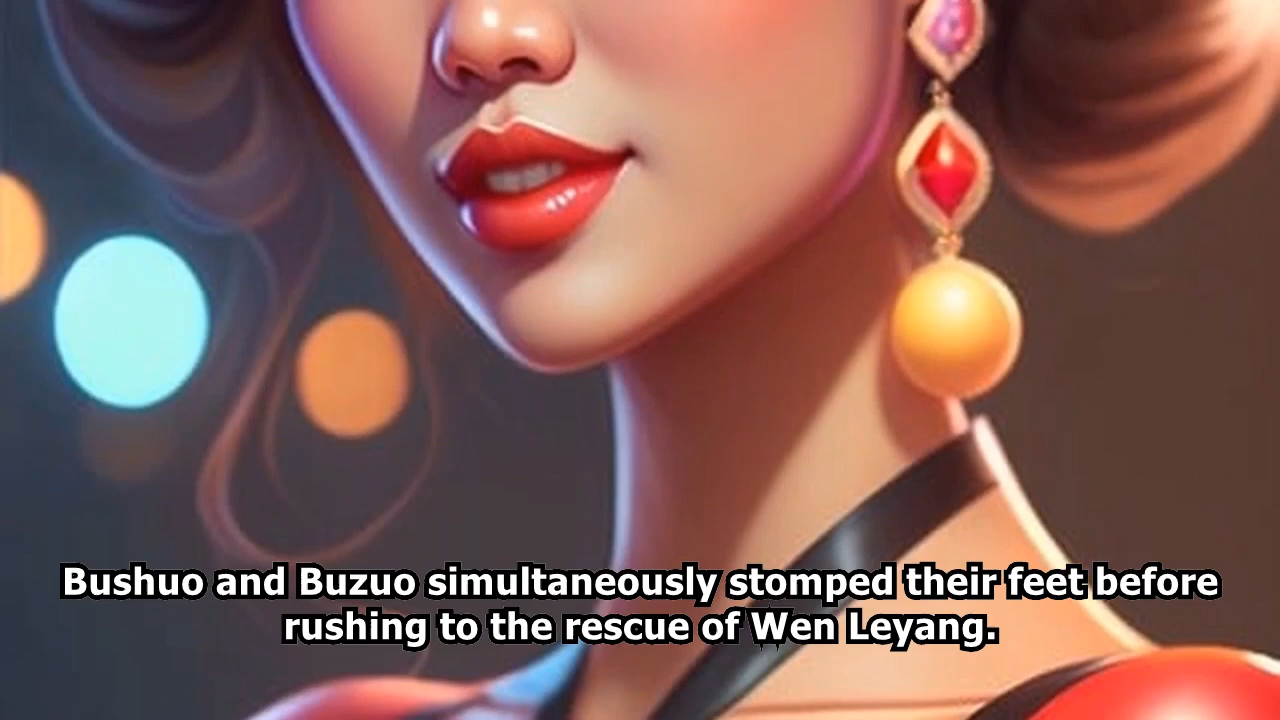 Bushuo and Buzuo simultaneously stomped their feet before
rushing to the rescue of Wen Leyang.